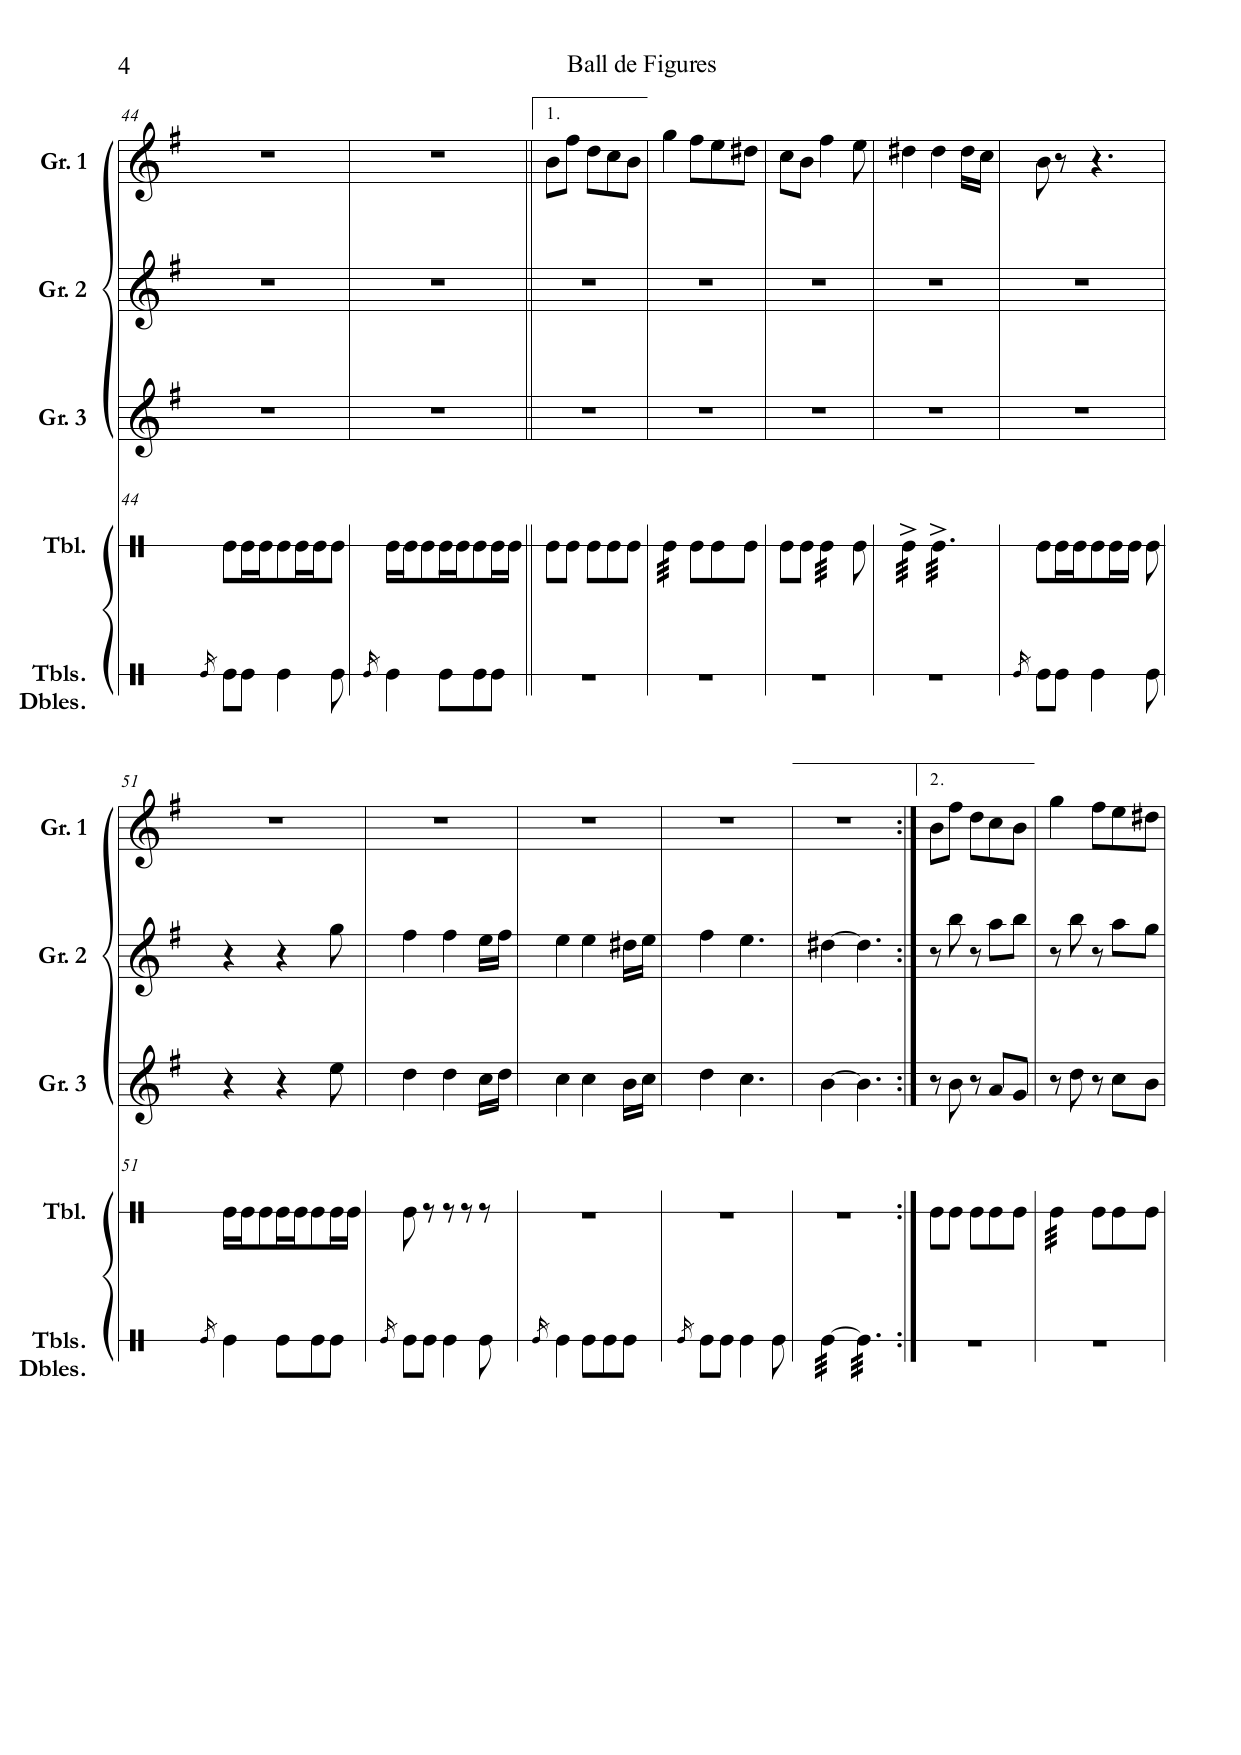 4
Ball de Figures
44
1.
Gr. 1
Gr. 2
Gr. 3
44
Tbl.
Tbls.
Dbles.
51
2.
Gr. 1
Gr. 2
Gr. 3
51
Tbl.
Tbls.
Dbles.